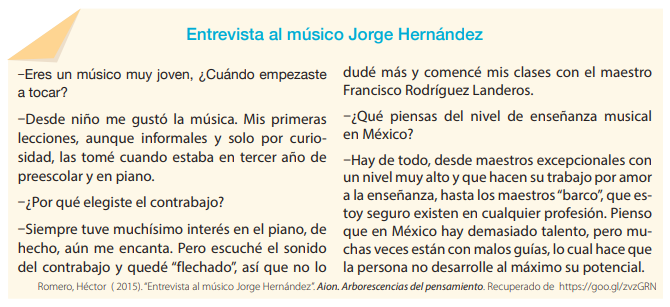 Entrevista al músico Jorge Hernández
–Eres un músico muy joven, ¿Cuándo empezaste
a tocar?
–Desde niño me gustó la música. Mis primeras
lecciones, aunque informales y solo por curio-
sidad, las tomé cuando estaba en tercer año de
preescolar y en piano.
–¿Por qué elegiste el contrabajo?
–Siempre tuve muchísimo interés en el piano, de
hecho, aún me encanta. Pero escuché el sonido
del contrabajo y quedé “flechado”, así que no lo
dudé más y comencé mis clases con el maestro
Francisco Rodríguez Landeros.
–¿Qué piensas del nivel de enseñanza musical
en México?
–Hay de todo, desde maestros excepcionales con
un nivel muy alto y que hacen su trabajo por amor
a la enseñanza, hasta los maestros “barco”, que es-
toy seguro existen en cualquier profesión. Pienso
que en México hay demasiado talento, pero mu-
chas veces están con malos guías, lo cual hace que
la persona no desarrolle al máximo su potencial.
Romero, Héctor ( 2015). “Entrevista al músico Jorge Hernández”. Aion. Arborescencias del pensamiento. Recuperado de https://goo.gl/zvzGRN